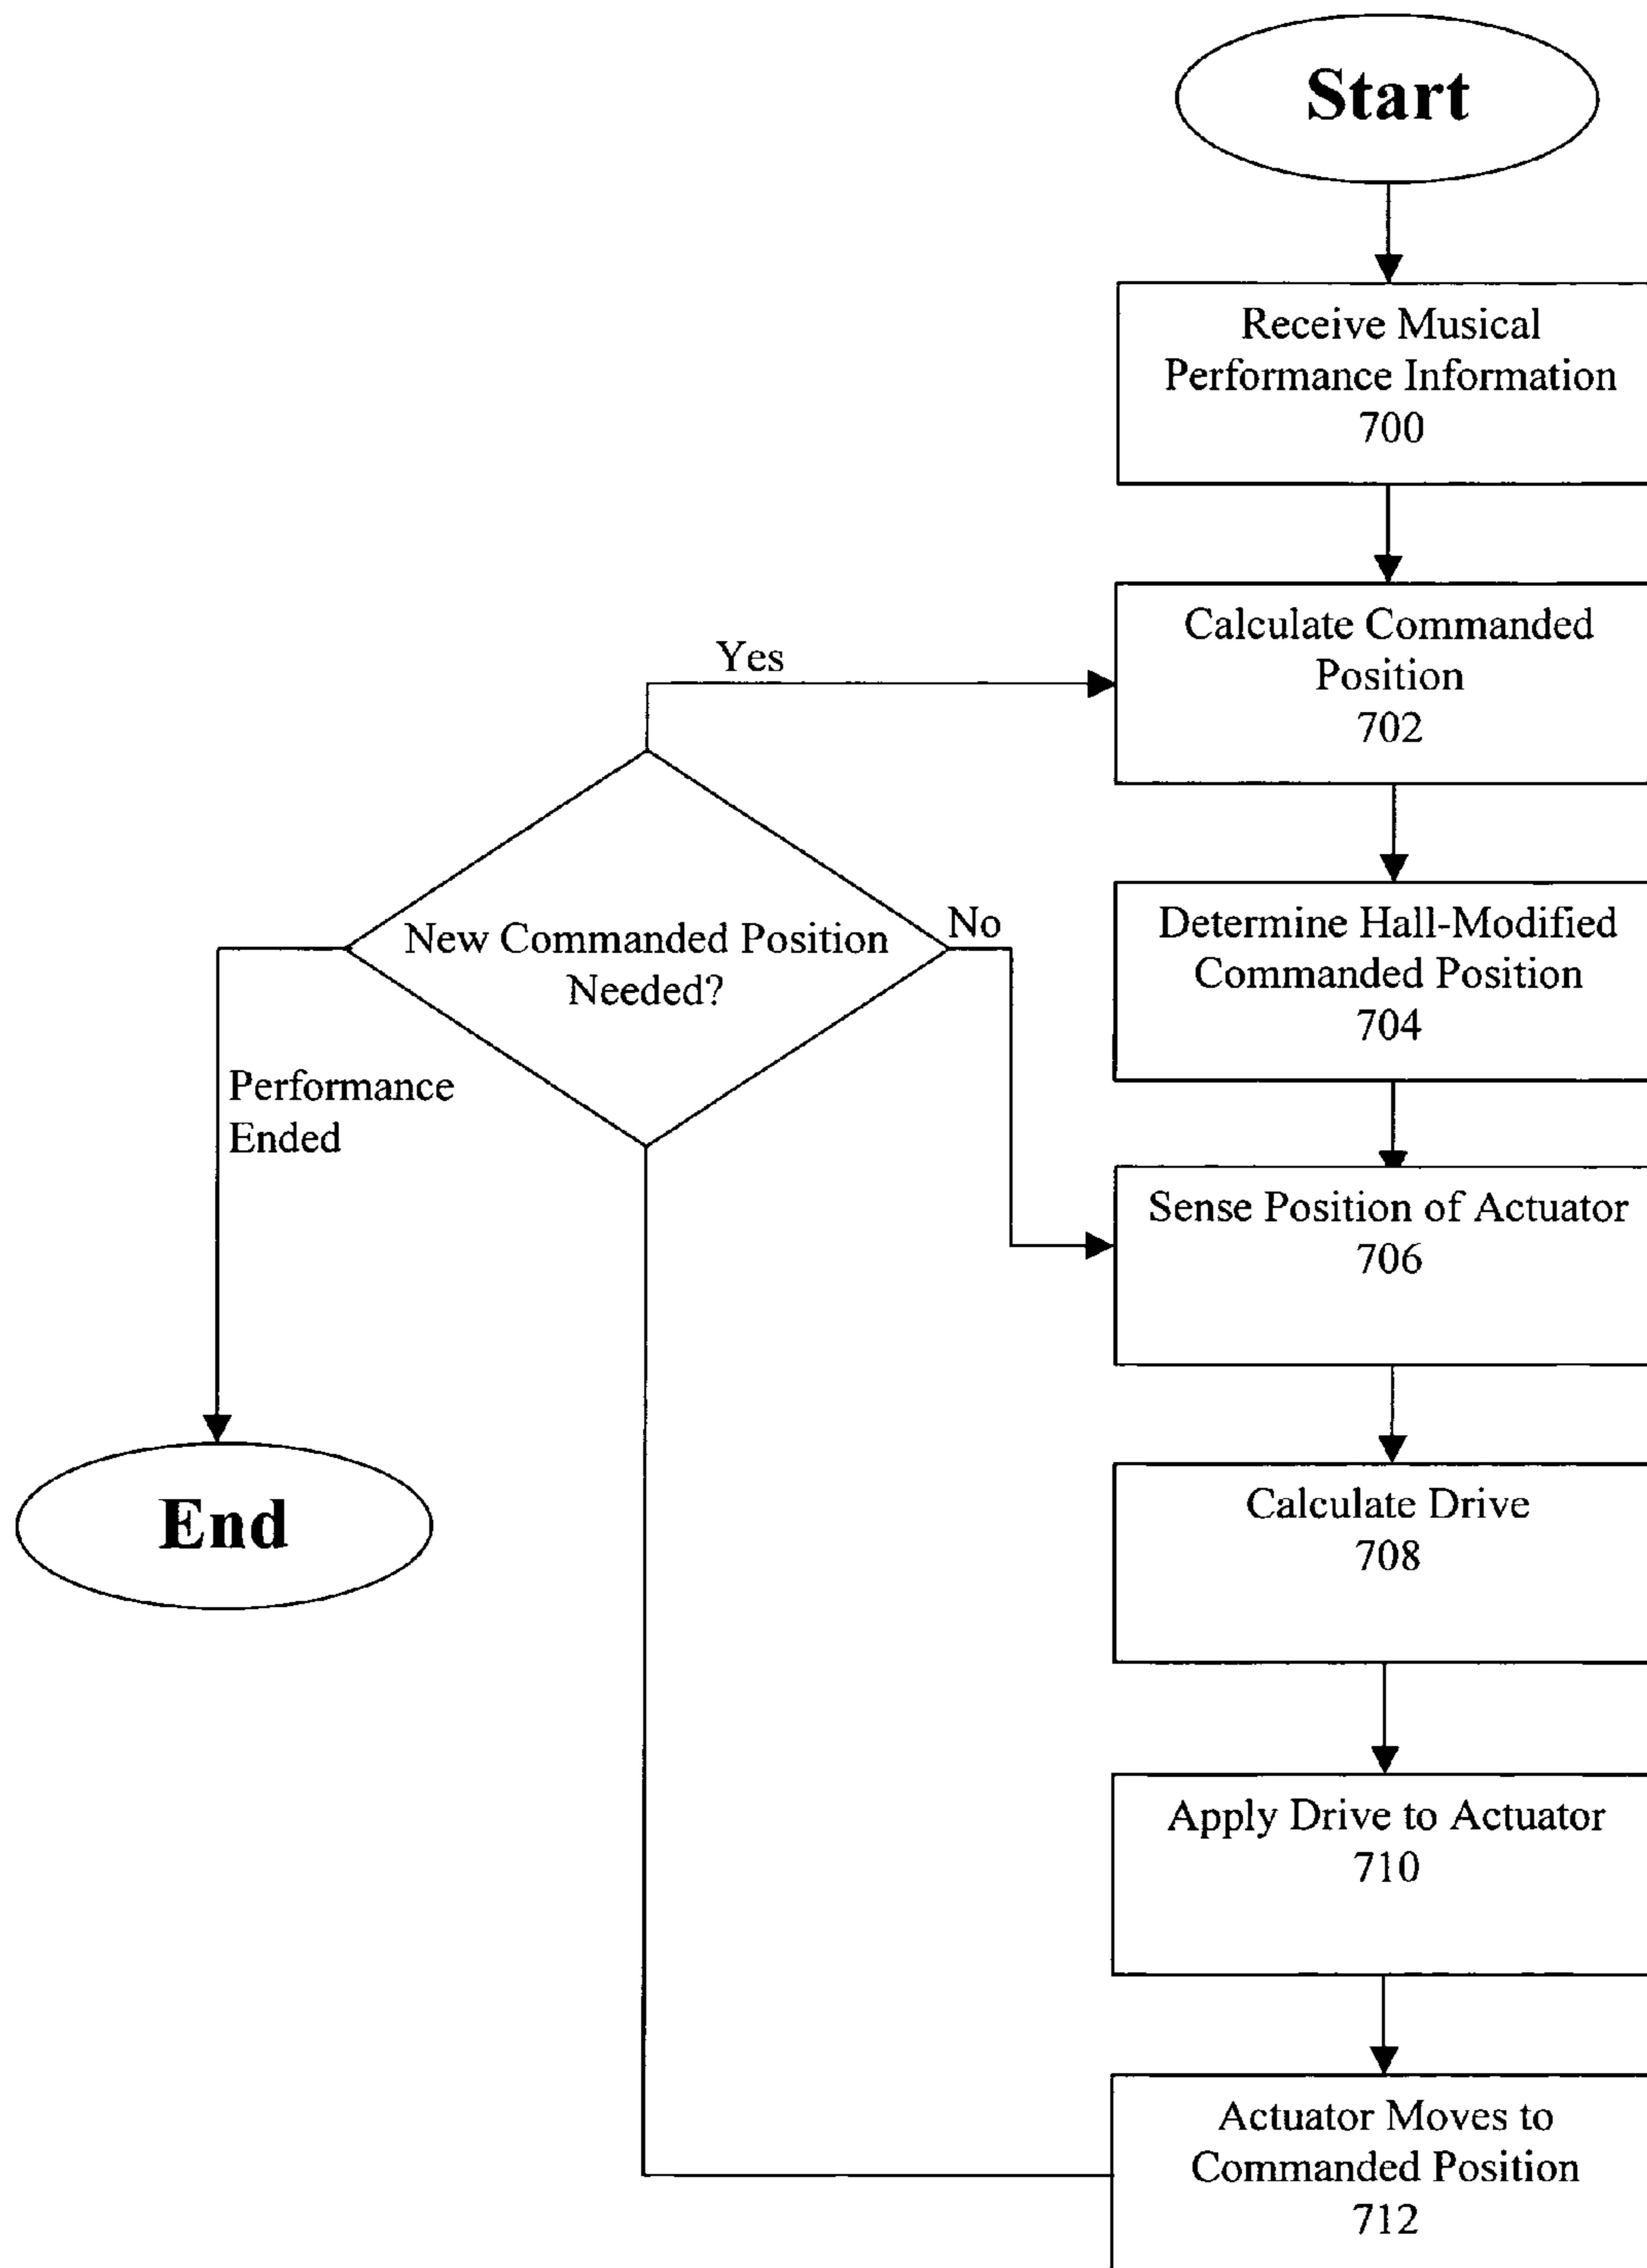 Start
Receive Musical
Performance Information
700
Calculate Commanded
Position
702
Yes
New Commanded Position
Needed?
No
Determine Hall-Modified
Commanded Position
704
Performance
Ended
Sense Position of Actuator
706
End
Calculate Drive
708
Apply Drive to Actuator
710
Actuator Moves to
Commanded Position
712